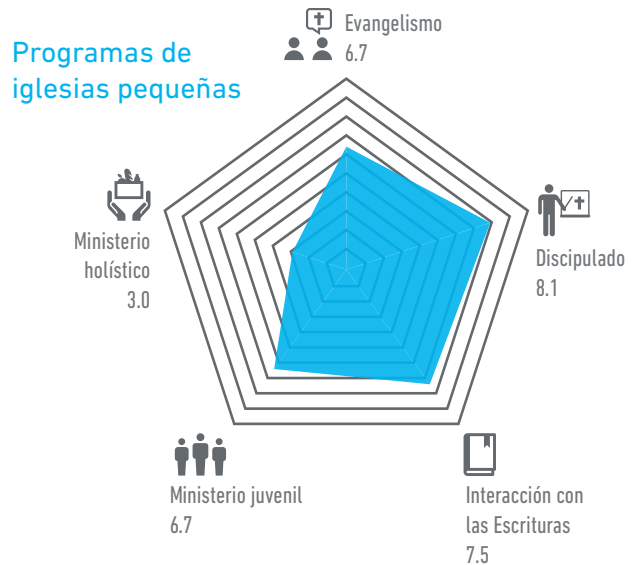 Programas de
iglesias pequeñas
Evangelismo
6.7
Discipulado
8.1
Interacción con
las Escrituras
7.5
Ministerio juvenil
6.7
Ministerio
holístico
3.0